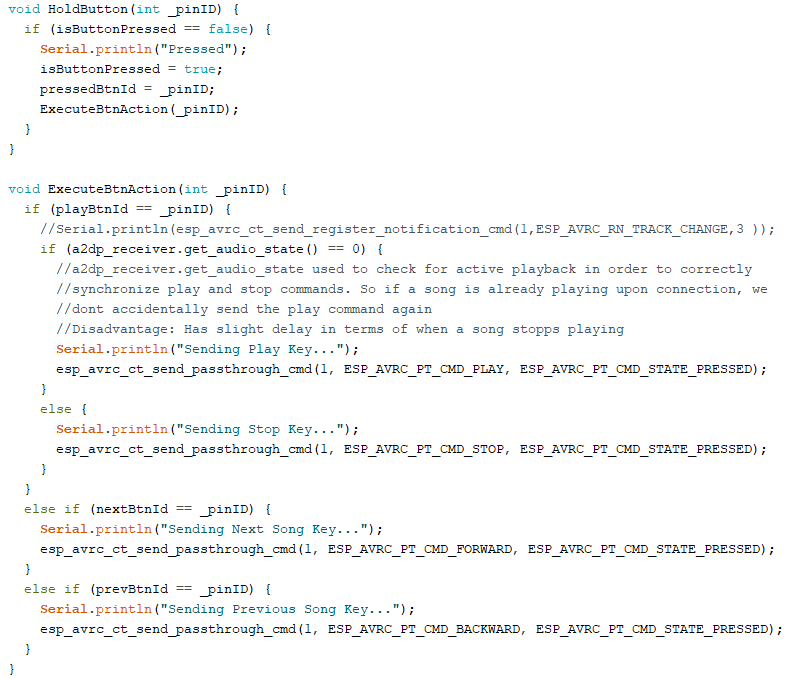 void HoldButton(int _pinID) {
  if (isButtonPressed == false) {
    Serial.println("Pressed");
    isButtonPressed = true;
    pressedBtnId = _pinID;
    ExecuteBtnAction(_pinID);
  }
}

void ExecuteBtnAction(int _pinID) {
  if (playBtnId == _pinID) {
    //Serial.println(esp_avrc_ct_send_register_notification_cmd(1,ESP_AVRC_RN_TRACK_CHANGE,3 ));
    if (a2dp_receiver.get_audio_state() == 0) {
      //a2dp_receiver.get_audio_state used to check for active playback in order to correctly
      //synchronize play and stop commands. So if a song is already playing upon connection, we
      //dont accidentally send the play command again
      //Disadvantage: Has slight delay in terms of when a song stopps playing
      Serial.println("Sending Play Key...");
      esp_avrc_ct_send_passthrough_cmd(1, ESP_AVRC_PT_CMD_PLAY, ESP_AVRC_PT_CMD_STATE_PRESSED);
    }
    else {
      Serial.println("Sending Stop Key...");
      esp_avrc_ct_send_passthrough_cmd(1, ESP_AVRC_PT_CMD_STOP, ESP_AVRC_PT_CMD_STATE_PRESSED);
    }
  }
  else if (nextBtnId == _pinID) {
    Serial.println("Sending Next Song Key...");
    esp_avrc_ct_send_passthrough_cmd(1, ESP_AVRC_PT_CMD_FORWARD, ESP_AVRC_PT_CMD_STATE_PRESSED);
  }
  else if (prevBtnId == _pinID) {
    Serial.println("Sending Previous Song Key...");
    esp_avrc_ct_send_passthrough_cmd(1, ESP_AVRC_PT_CMD_BACKWARD, ESP_AVRC_PT_CMD_STATE_PRESSED);
  }
}